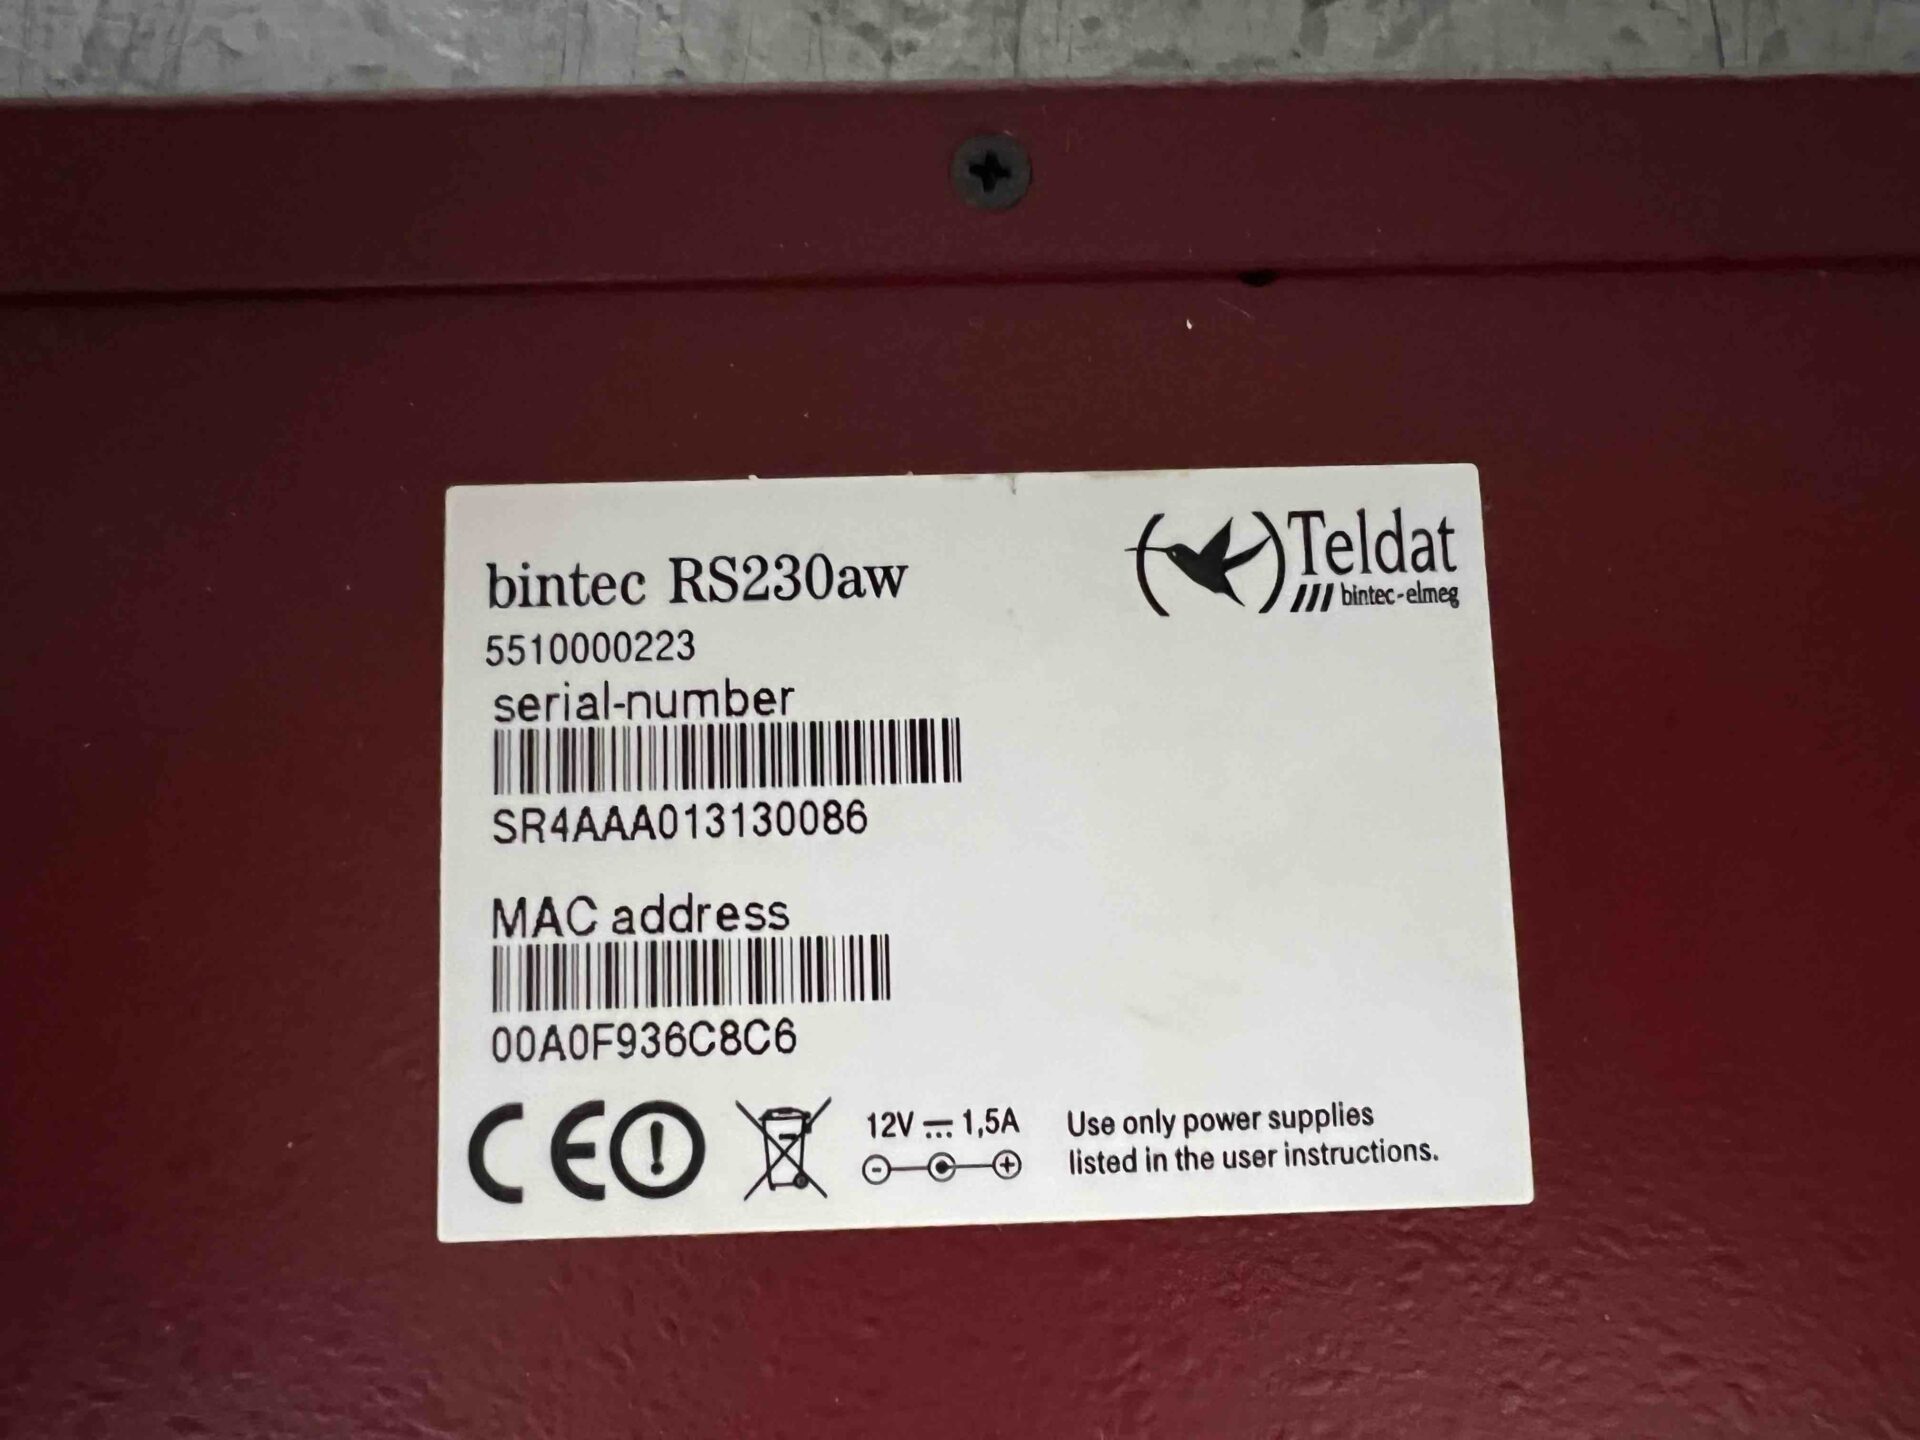 bintec RS230aw
Teldat
bintec-elmeg
5510000223
serial-number
SR4AAA013130086
MAC address
00A0F936C8C6
CE
12V ⎓ 1,5A
Use only power supplies
listed in the user instructions.